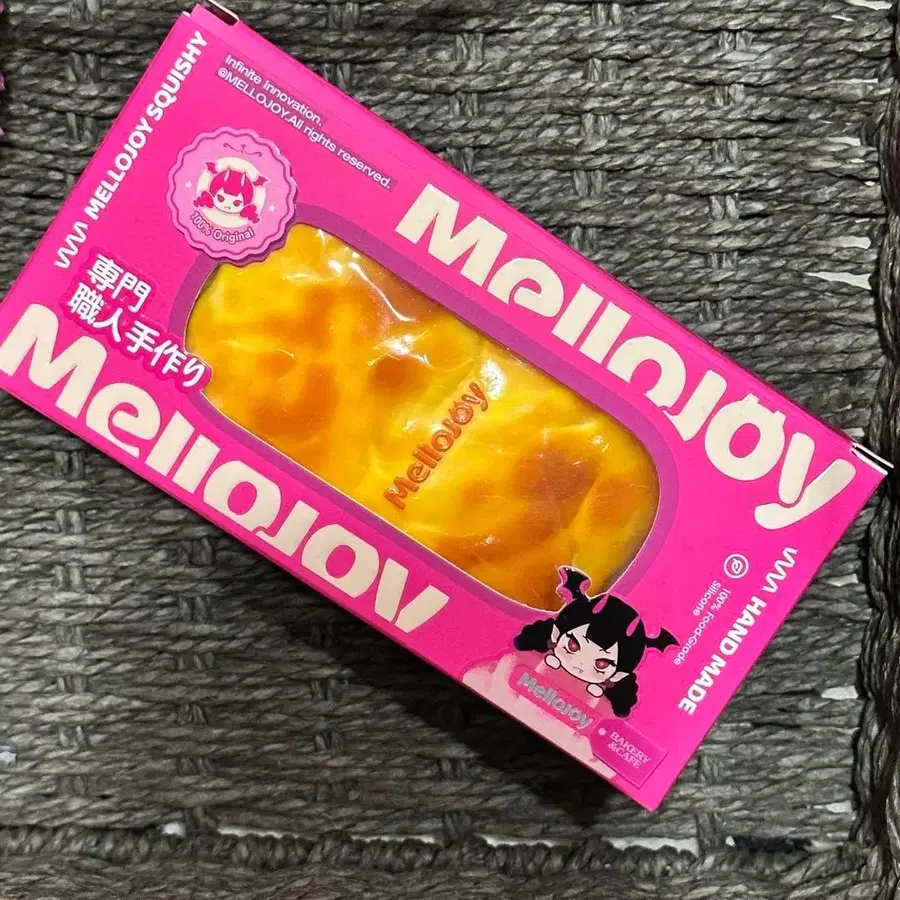 MELLOJOY SQUISHY
Infinite Innovation.
@MELLOJOY.All rights reserved.
100% Original
Mellojoy
専門
職人手作り
Mellojoy
Mellojoy
100% Food-Grade
Silicone
HAND MADE
Mellojoy
BAKERY
&CAFE